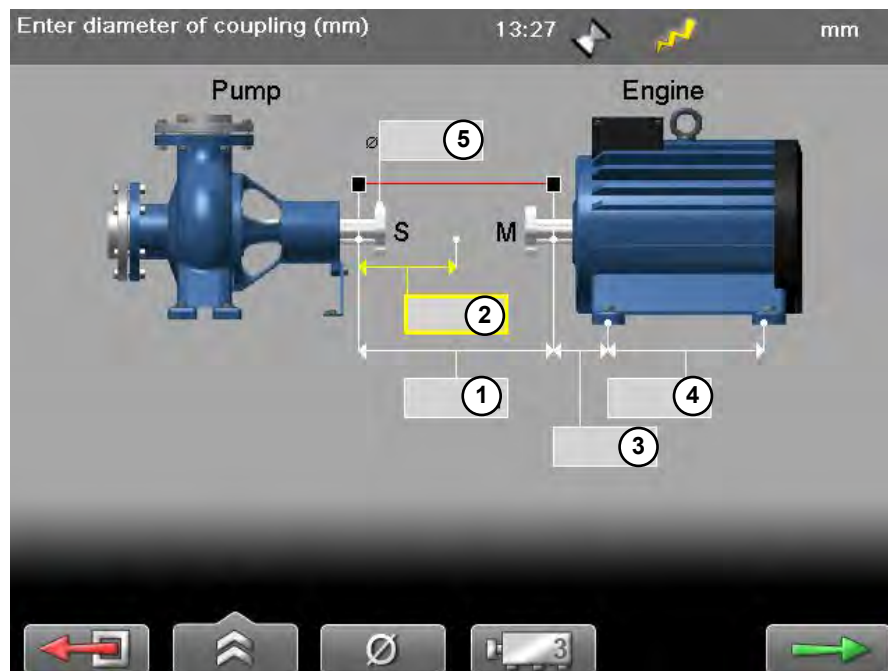 Enter diameter of coupling (mm)
13:27
mm
Pump
Engine
Ø
5
S
M
2
1
4
3
Ø
3